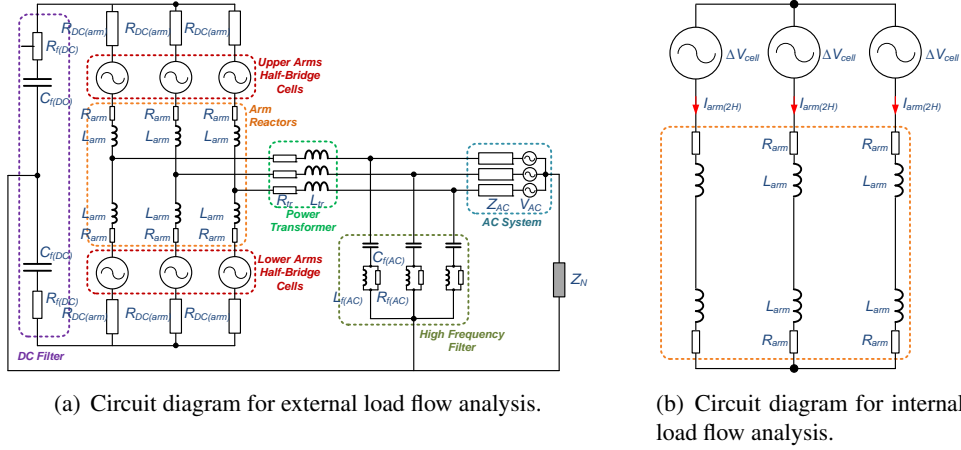 R_DC(arm) R_DC(arm) R_DC(arm)
R_f(DC)
C_f(DC)
Upper Arms
Half-Bridge
Cells
R_arm R_arm R_arm
Arm
Reactors
L_arm L_arm L_arm
R_tr L_tr
Power
Transformer
Z_AC V_AC
AC System
L_arm L_arm L_arm
R_arm R_arm R_arm
C_f(DC)
R_f(DC)
Lower Arms
Half-Bridge
Cells
R_DC(arm) R_DC(arm) R_DC(arm)
DC Filter
C_f(AC)
L_f(AC) R_f(AC)
High Frequency
Filter
Z_N
(a) Circuit diagram for external load flow analysis.
ΔV_cell ΔV_cell ΔV_cell
I_arm(2H) I_arm(2H) I_arm(2H)
R_arm R_arm
L_arm L_arm
L_arm L_arm
R_arm R_arm
(b) Circuit diagram for internal
load flow analysis.